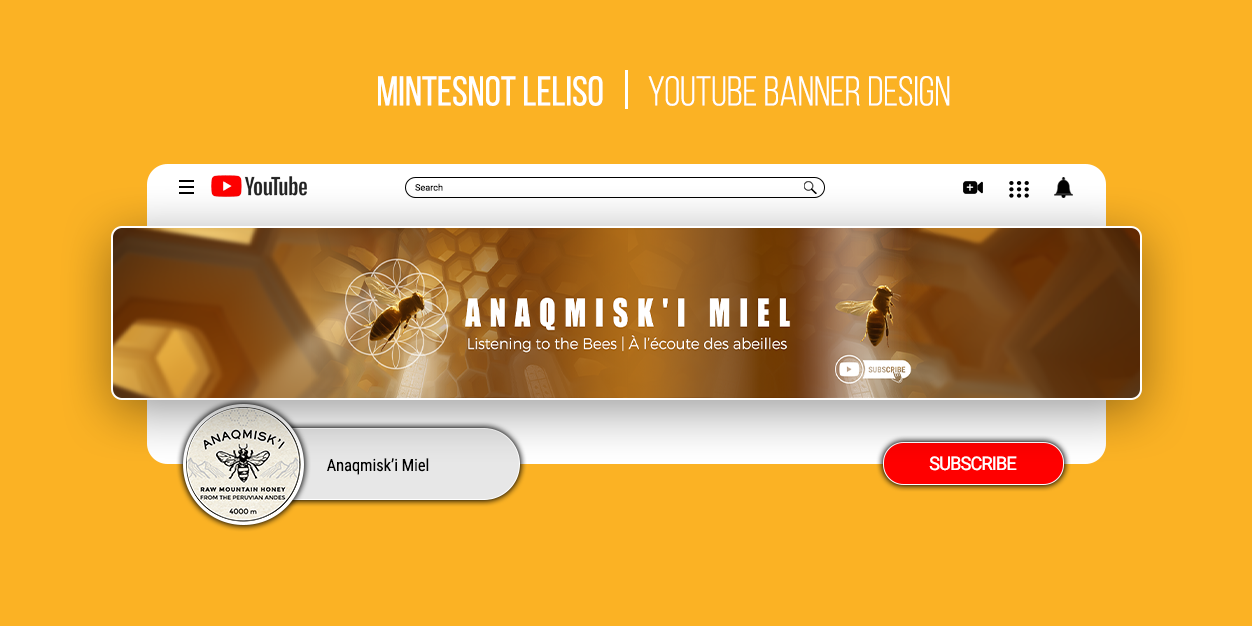 MINTESNOT LELISO | YOUTUBE BANNER DESIGN
YouTube
Search
ANAQMISK'I MIEL
Listening to the Bees | À l'écoute des abeilles
SUBSCRIBE
ANAQMISK'I
RAW MOUNTAIN HONEY
FROM THE PERUVIAN ANDES
4000 m
Anaqmisk’i Miel
SUBSCRIBE